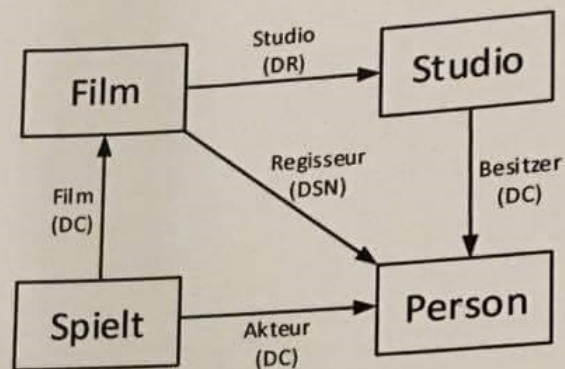 Studio
(DR)
Film
Studio
Regisseur
(DSN)
Besitzer
(DC)
Film
(DC)
Spielt
Akteur
(DC)
Person